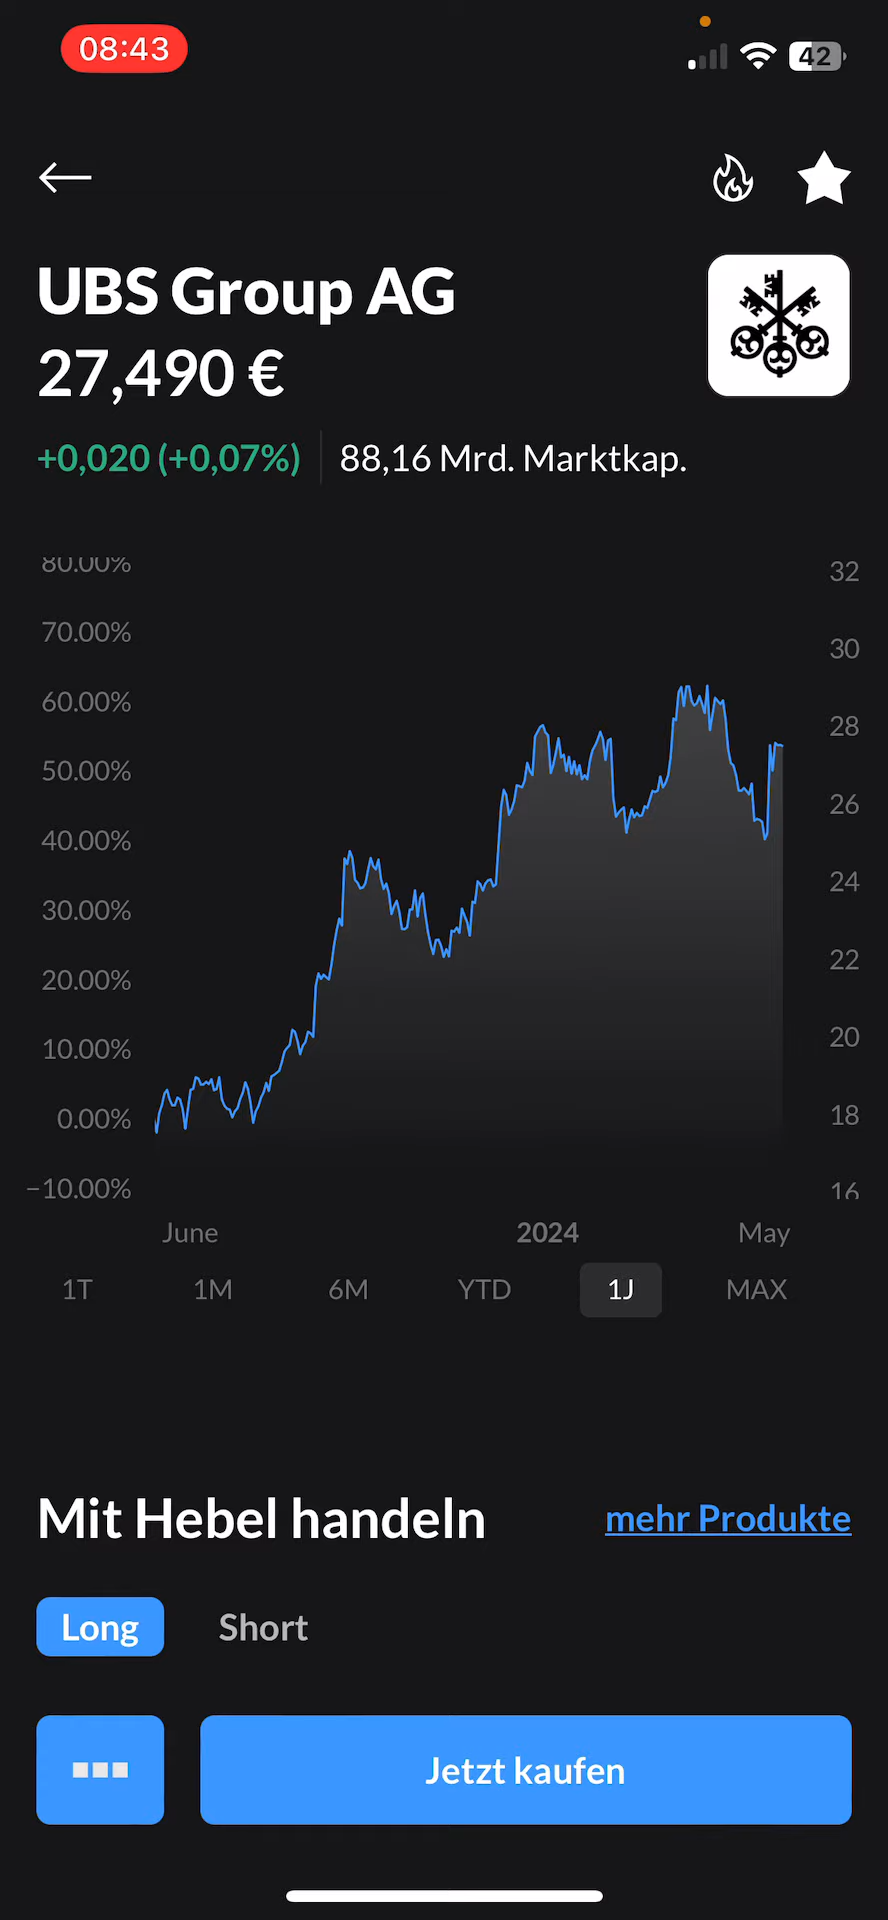 08:43
42
UBS Group AG
27,490 €
+0,020 (+0,07%)
88,16 Mrd. Marktkap.
80.00%
32
70.00%
30
60.00%
28
50.00%
26
40.00%
24
30.00%
22
20.00%
20
10.00%
18
0.00%
16
−10.00%
June
2024
May
1T
1M
6M
YTD
1J
MAX
Mit Hebel handeln
mehr Produkte
Long
Short
Jetzt kaufen